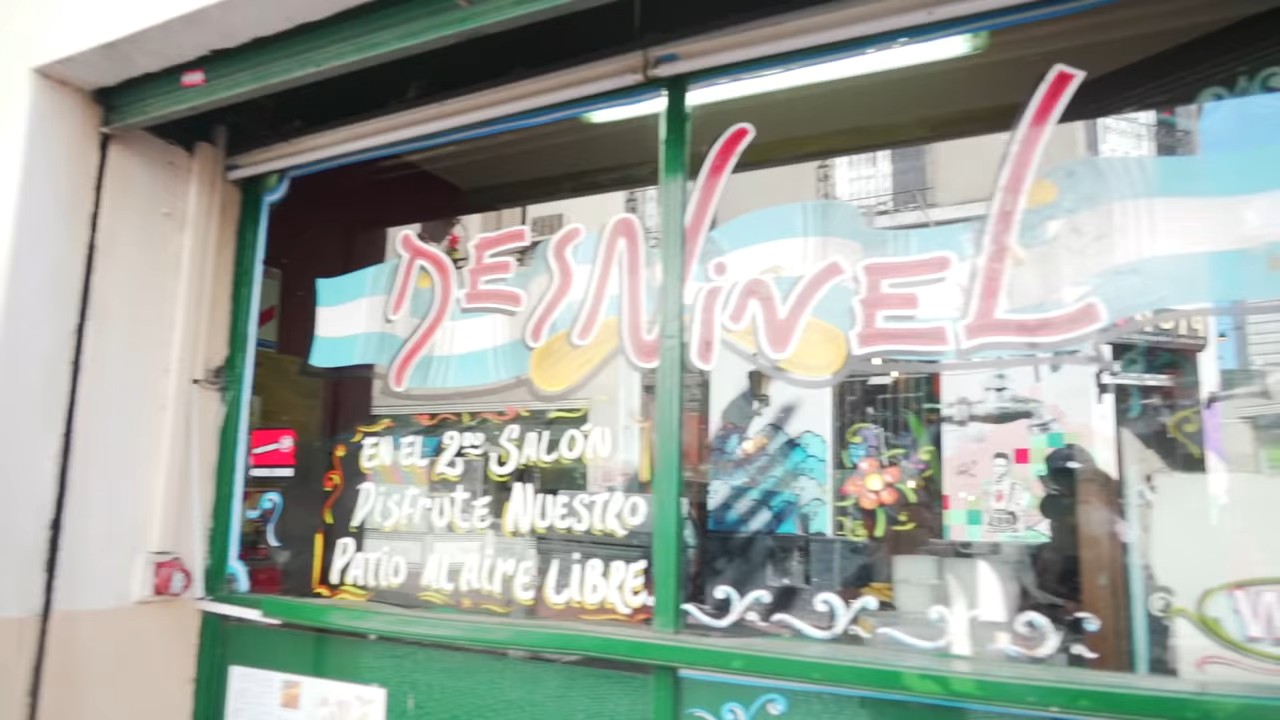 DESNIVEL
EN EL 2DO SALÓN
DISFRUTE NUESTRO
PATIO AL AIRE LIBRE.